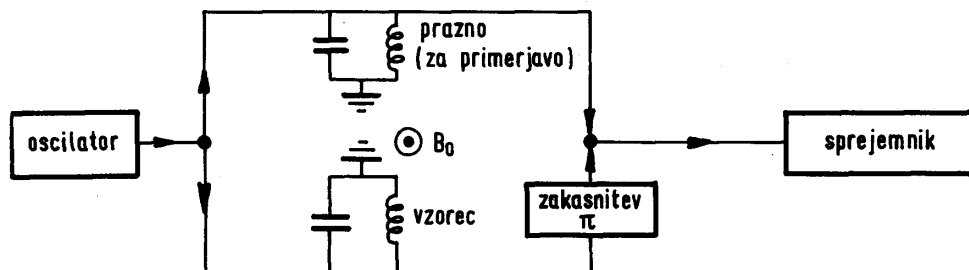 prazno
(za primerjavo)
oscilator
B₀
sprejemnik
vzorec
zakasnitev
π